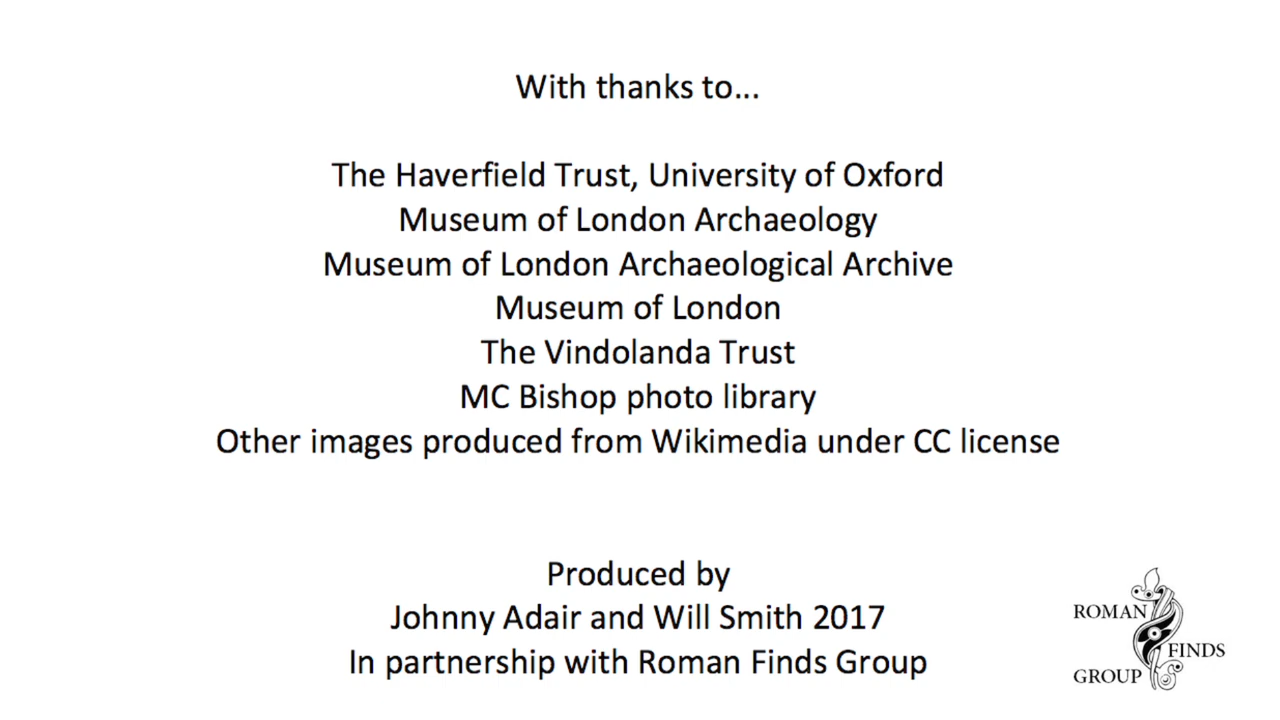 With thanks to...
The Haverfield Trust, University of Oxford
Museum of London Archaeology
Museum of London Archaeological Archive
Museum of London
The Vindolanda Trust
MC Bishop photo library
Other images produced from Wikimedia under CC license
Produced by
Johnny Adair and Will Smith 2017
In partnership with Roman Finds Group
ROMAN
FINDS
GROUP